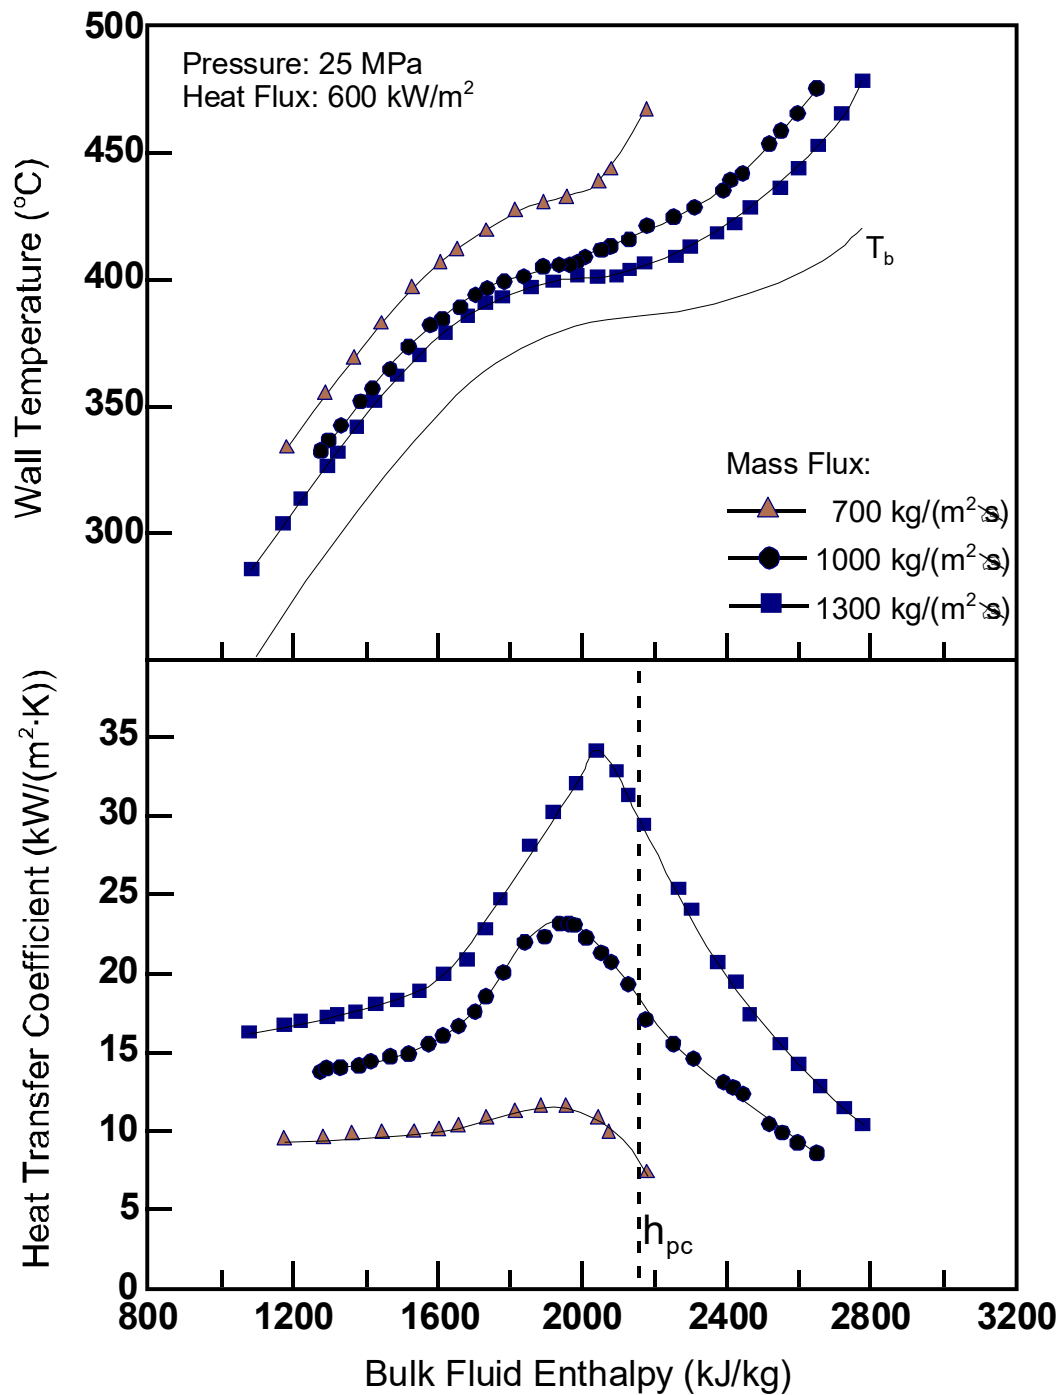 500
Pressure: 25 MPa
Heat Flux: 600 kW/m²
450
400
350
300
Wall Temperature (°C)
T_b
Mass Flux:
700 kg/(m² s)
1000 kg/(m² s)
1300 kg/(m² s)
35
30
25
20
15
10
5
0
Heat Transfer Coefficient (kW/(m²·K))
h_pc
800 1200 1600 2000 2400 2800 3200
Bulk Fluid Enthalpy (kJ/kg)